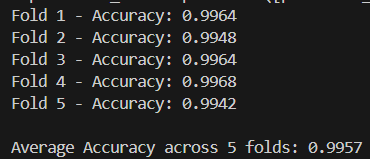 Fold 1 - Accuracy: 0.9964
Fold 2 - Accuracy: 0.9948
Fold 3 - Accuracy: 0.9964
Fold 4 - Accuracy: 0.9968
Fold 5 - Accuracy: 0.9942
Average Accuracy across 5 folds: 0.9957